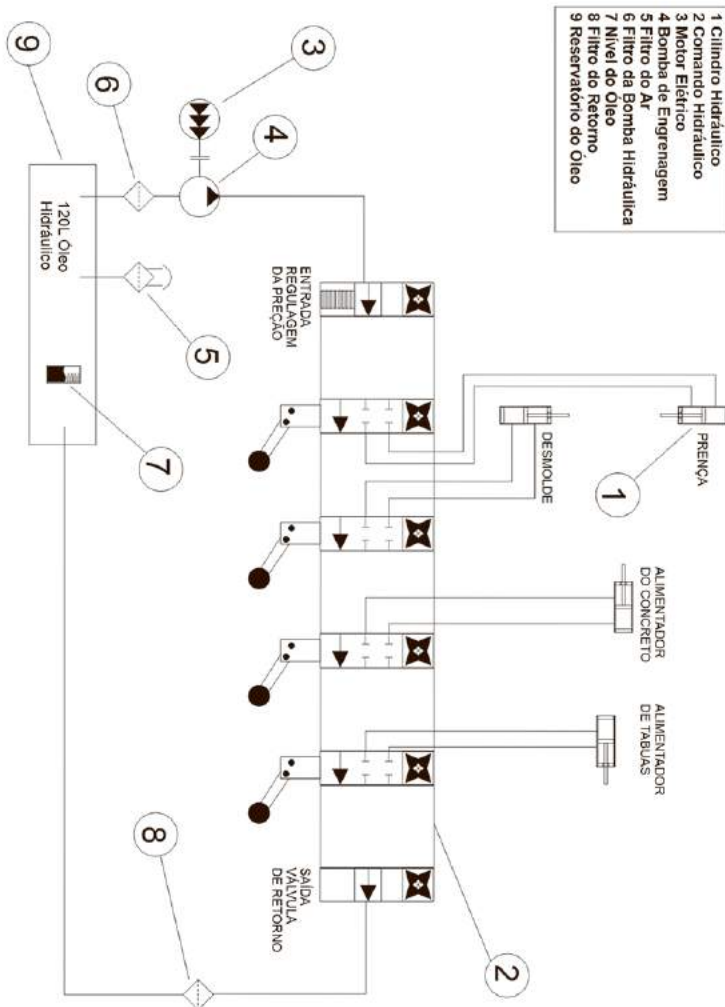 1 Cilindro Hidráulico
2 Comando Hidráulico
3 Motor Elétrico
4 Bomba de Engrenagem
5 Filtro do Ar
6 Filtro da Bomba Hidráulica
7 Nível do Óleo
8 Filtro do Retorno
9 Reservatório do Óleo
PRENÇA
1
DESMOLDE
ALIMENTADOR
DO CONCRETO
ALIMENTADOR
DE TABUAS
2
ENTRADA
REGULAGEM
DA PREÇÃO
SAÍDA
VÁLVULA
DE RETORNO
3
4
5
6
7
8
9
120L Óleo
Hidráulico